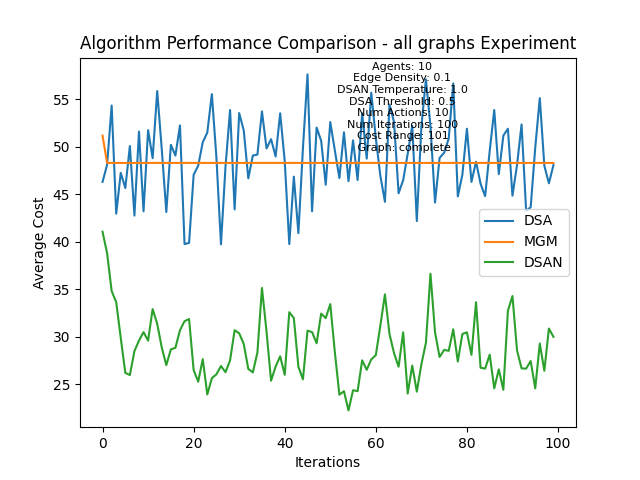 Algorithm Performance Comparison - all graphs Experiment
Agents: 10
Edge Density: 0.1
DSAN Temperature: 1.0
DSA Threshold: 0.5
Num Actions: 10
Num Iterations: 100
Cost Range: 101
Graph: complete
55
50
45
40
35
30
25
Average Cost
DSA
MGM
DSAN
0
20
40
60
80
100
Iterations